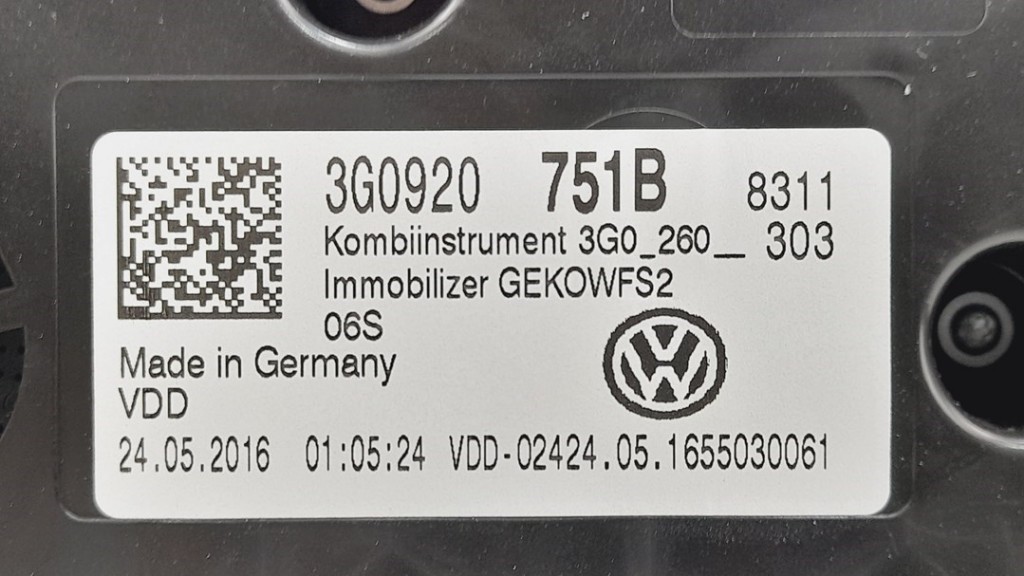 3G0920 751B 8311
Kombiinstrument 3G0_260__ 303
Immobilizer GEKOWFS2
06S
Made in Germany
VDD
24.05.2016 01:05:24 VDD-02424.05.1655030061